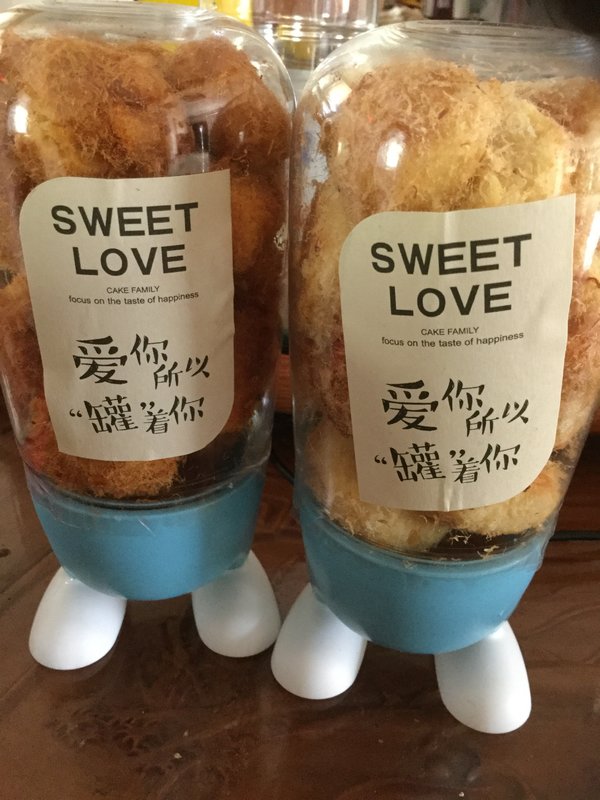 SWEET
LOVE
CAKE FAMILY
focus on the taste of happiness
爱你所以
“罐”着你
SWEET
LOVE
CAKE FAMILY
focus on the taste of happiness
爱你所以
“罐”着你